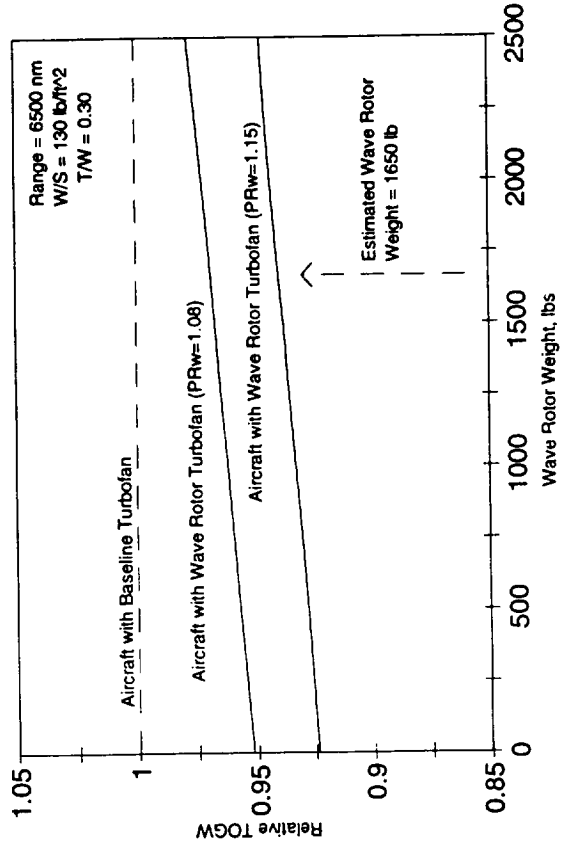 Range = 6500 nm
W/S = 130 lb/ft^2
T/W = 0.30
Aircraft with Baseline Turbofan
Aircraft with Wave Rotor Turbofan (PRw=1.08)
Aircraft with Wave Rotor Turbofan (PRw=1.15)
Estimated Wave Rotor
Weight = 1650 lb
Relative TOGW
1.05
1
0.95
0.9
0.85
0
500
1000
1500
2000
2500
Wave Rotor Weight, lbs